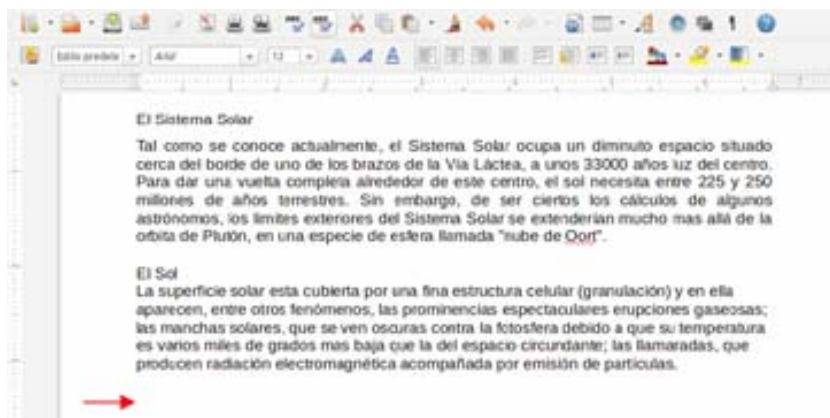 Estilo predete
Arial
12
El Sistema Solar
Tal como se conoce actualmente, el Sistema Solar ocupa un diminuto espacio situado
cerca del borde de uno de los brazos de la Vía Láctea, a unos 33000 años luz del centro.
Para dar una vuelta completa alrededor de este centro, el sol necesita entre 225 y 250
millones de años terrestres. Sin embargo, de ser ciertos los cálculos de algunos
astrónomos, los limites exteriores del Sistema Solar se extenderían mucho mas allá de la
orbita de Plutón, en una especie de esfera llamada "nube de Oort".
El Sol
La superficie solar esta cubierta por una fina estructura celular (granulación) y en ella
aparecen, entre otros fenómenos, las prominencias espectaculares erupciones gaseosas;
las manchas solares, que se ven oscuras contra la fotosfera debido a que su temperatura
es varios miles de grados mas baja que la del espacio circundante; las llamaradas, que
producen radiación electromagnética acompañada por emisión de partículas.